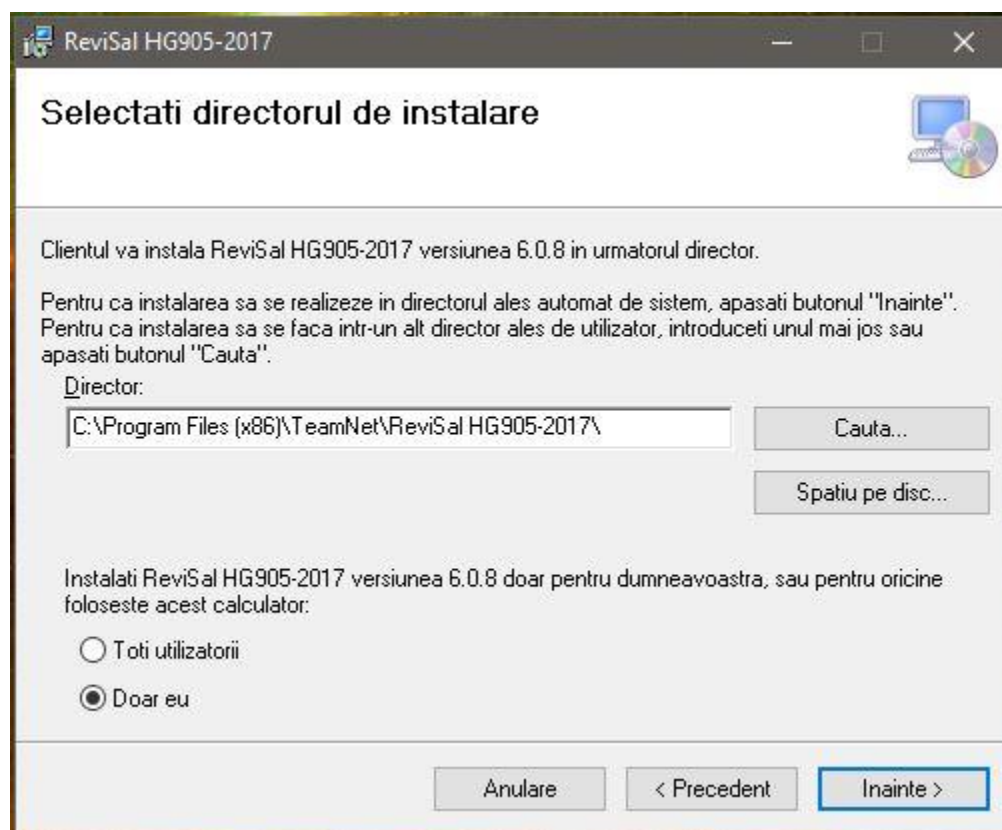 ReviSal HG905-2017
Selectati directorul de instalare
Clientul va instala ReviSal HG905-2017 versiunea 6.0.8 in urmatorul director.
Pentru ca instalarea sa se realizeze in directorul ales automat de sistem, apasati butonul "Inainte".
Pentru ca instalarea sa se faca intr-un alt director ales de utilizator, introduceti unul mai jos sau
apasati butonul "Cauta".
Director:
C:\Program Files (x86)\TeamNet\ReviSal HG905-2017\
Cauta...
Spatiu pe disc...
Instalati ReviSal HG905-2017 versiunea 6.0.8 doar pentru dumneavoastra, sau pentru oricine
foloseste acest calculator:
Toti utilizatorii
Doar eu
Anulare
< Precedent
Inainte >